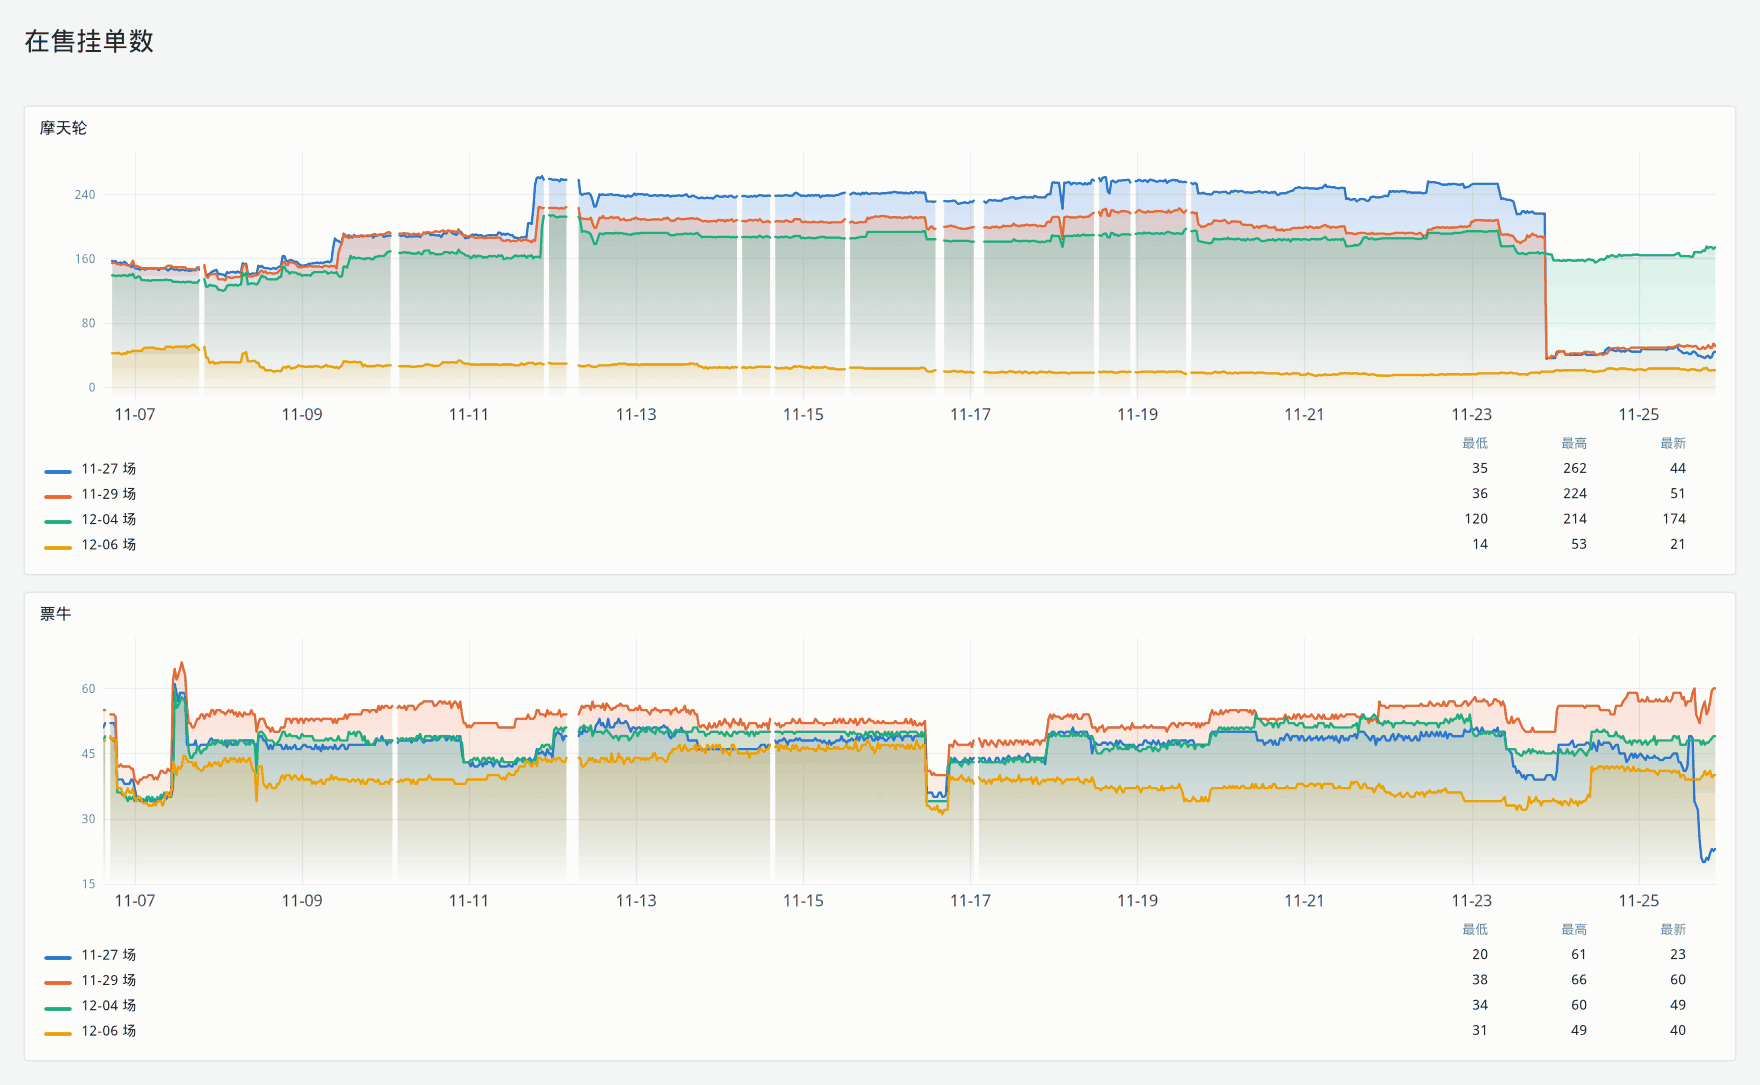 在售挂单数
摩天轮
240
160
80
0
11-07 11-09 11-11 11-13 11-15 11-17 11-19 11-21 11-23 11-25
最低 最高 最新
11-27 场 35 262 44
11-29 场 36 224 51
12-04 场 120 214 174
12-06 场 14 53 21
票牛
60
45
30
15
11-07 11-09 11-11 11-13 11-15 11-17 11-19 11-21 11-23 11-25
最低 最高 最新
11-27 场 20 61 23
11-29 场 38 66 60
12-04 场 34 60 49
12-06 场 31 49 40